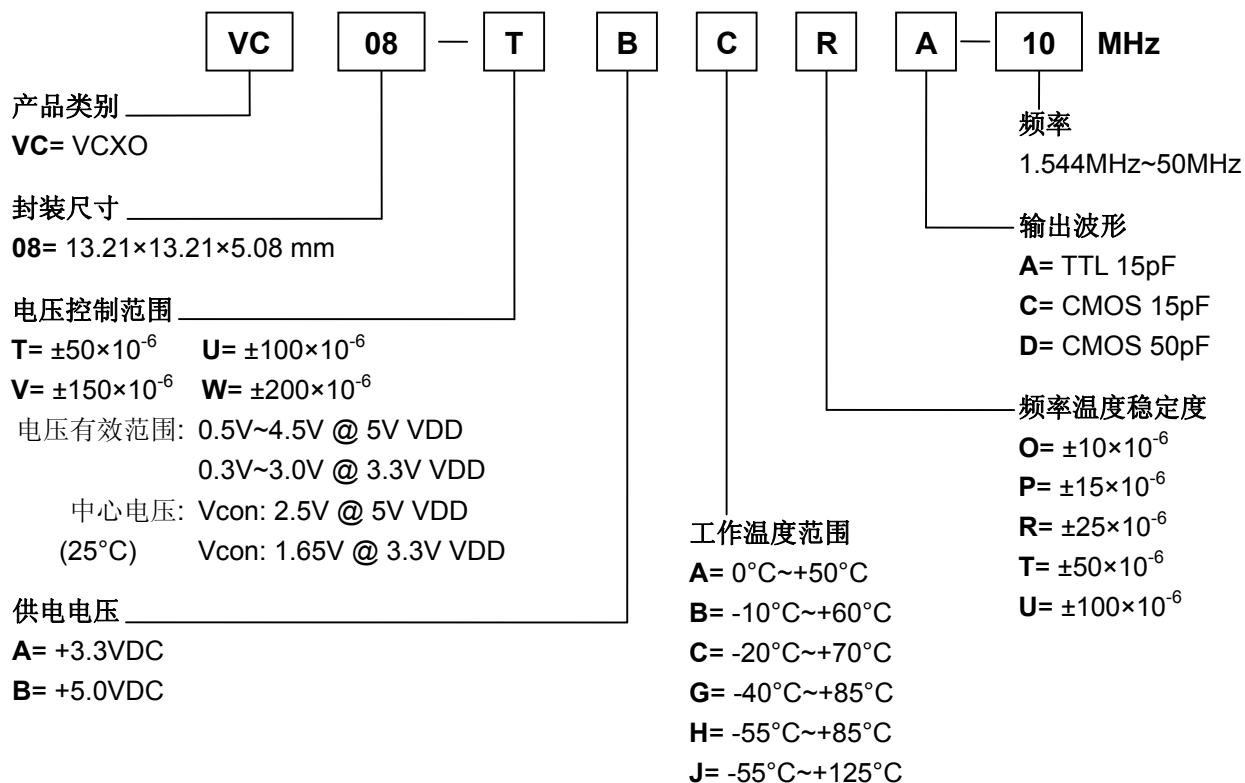 VC 08 — T B C R A — 10 MHz
产品类别
VC= VCXO
封装尺寸
08= 13.21×13.21×5.08 mm
电压控制范围
T= ±50×10⁻⁶ U= ±100×10⁻⁶
V= ±150×10⁻⁶ W= ±200×10⁻⁶
电压有效范围: 0.5V~4.5V @ 5V VDD
0.3V~3.0V @ 3.3V VDD
中心电压: Vcon: 2.5V @ 5V VDD
(25°C) Vcon: 1.65V @ 3.3V VDD
供电电压
A= +3.3VDC
B= +5.0VDC
工作温度范围
A= 0°C~+50°C
B= -10°C~+60°C
C= -20°C~+70°C
G= -40°C~+85°C
H= -55°C~+85°C
J= -55°C~+125°C
频率
1.544MHz~50MHz
输出波形
A= TTL 15pF
C= CMOS 15pF
D= CMOS 50pF
频率温度稳定度
O= ±10×10⁻⁶
P= ±15×10⁻⁶
R= ±25×10⁻⁶
T= ±50×10⁻⁶
U= ±100×10⁻⁶